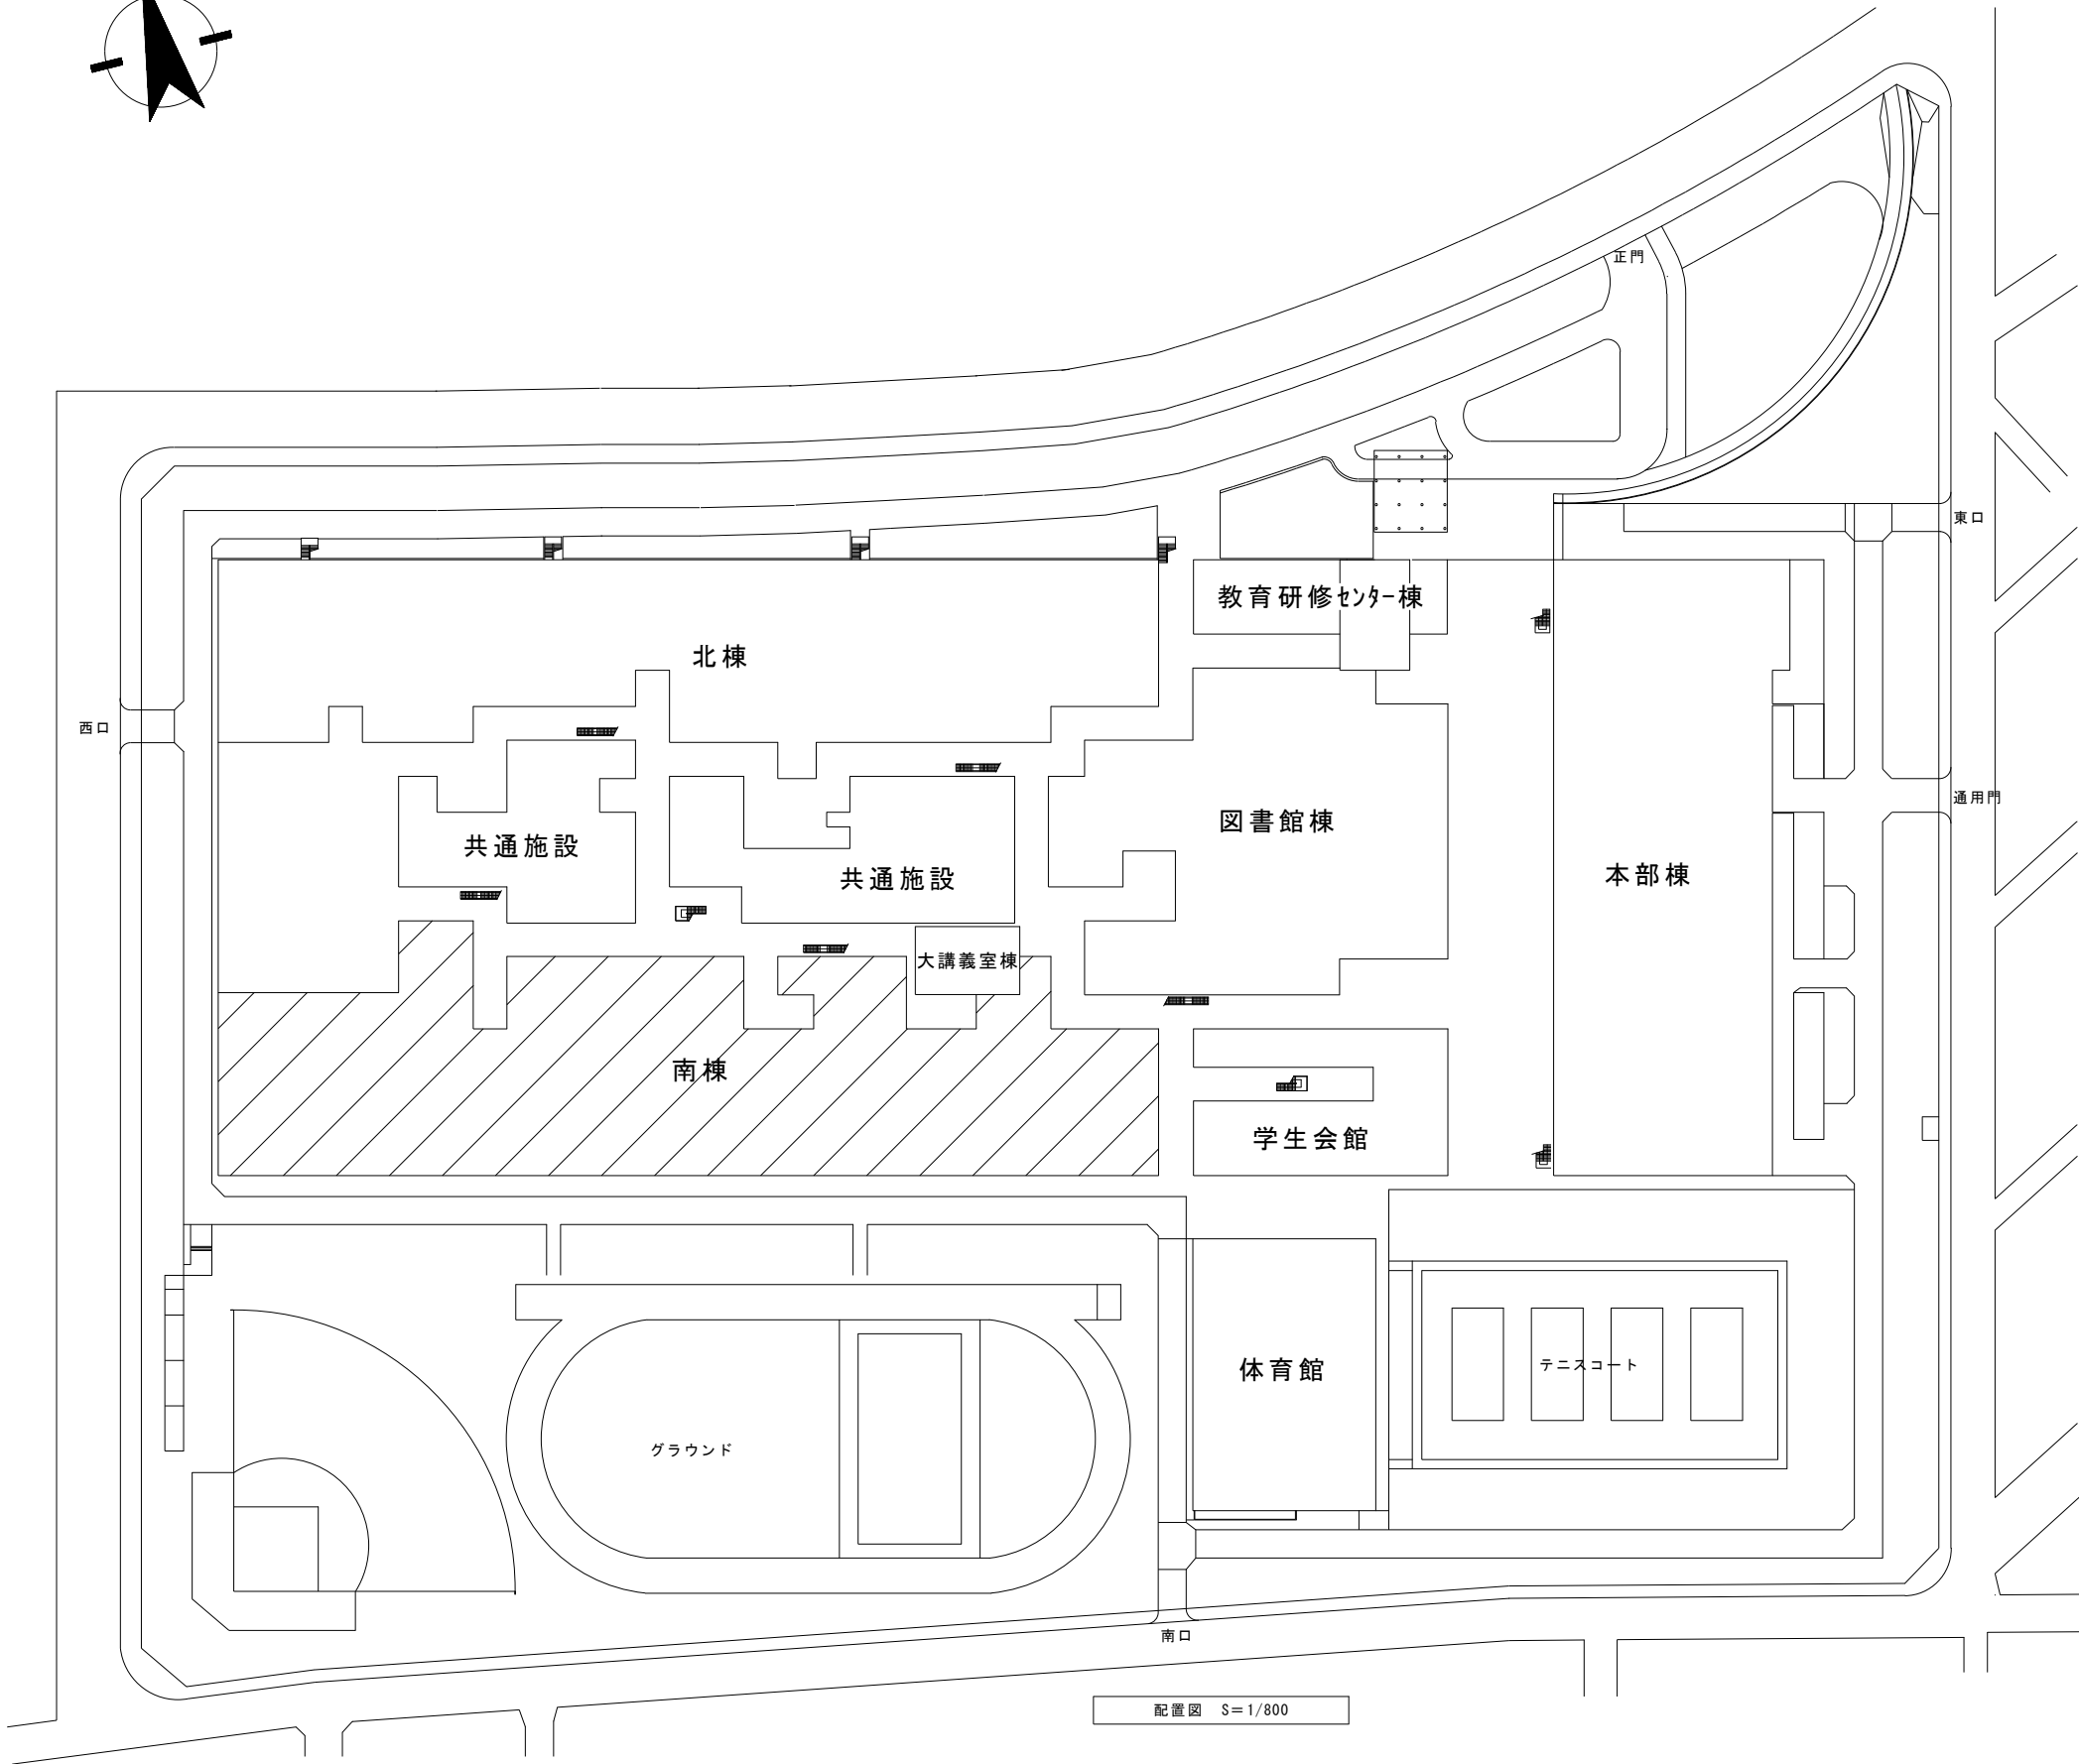 正門
東口
教育研修ｾﾝﾀｰ棟
北棟
西口
通用門
図書館棟
共通施設
共通施設
本部棟
大講義室棟
南棟
学生会館
体育館
テニスコート
グラウンド
南口
配置図　S＝1/800